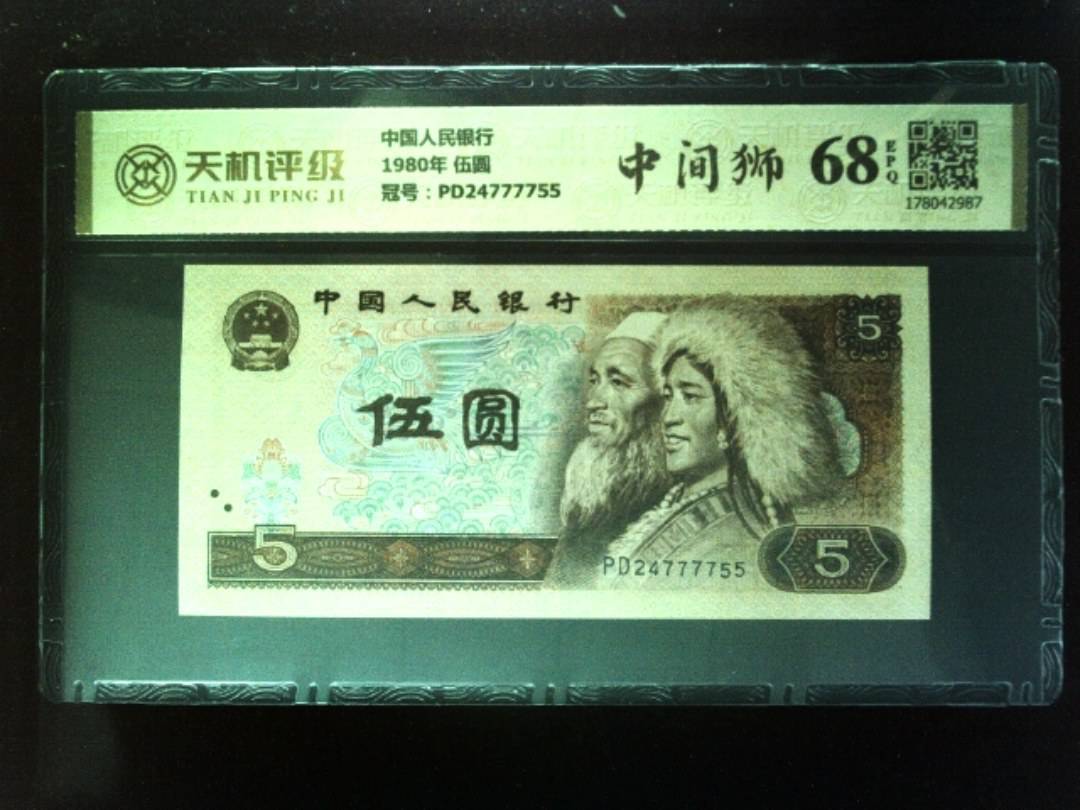 天机评级
TIAN JI PING JI
中国人民银行
1980年 伍圆
冠号：PD24777755
中间狮
68
EPQ
178042987
中国人民银行
5
伍圆
5
PD24777755
5